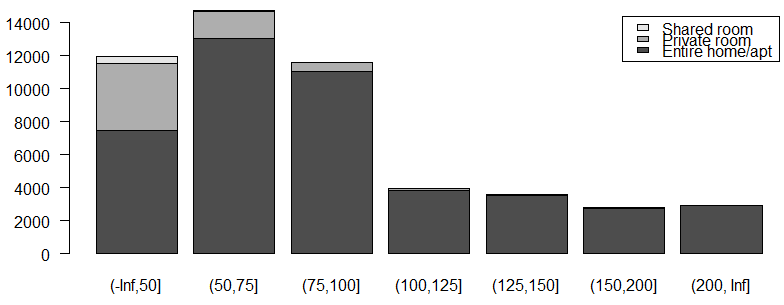 14000
12000
10000
8000
6000
4000
2000
0
Shared room
Private room
Entire home/apt
(-Inf,50] (50,75] (75,100] (100,125] (125,150] (150,200] (200, Inf]